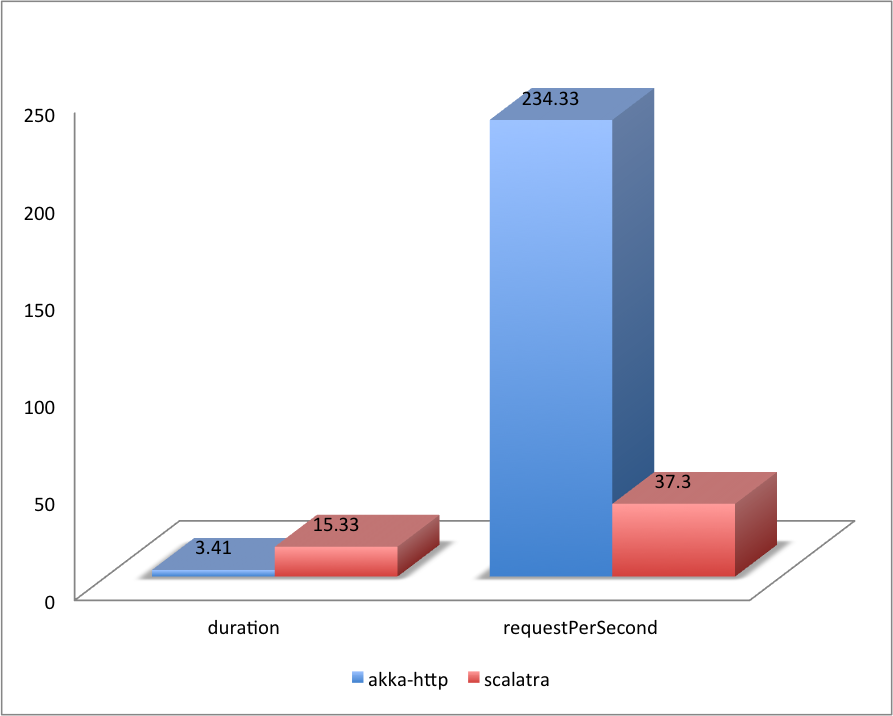 250
234.33
200
150
100
50
37.3
15.33
3.41
0
duration
requestPerSecond
akka-http
scalatra